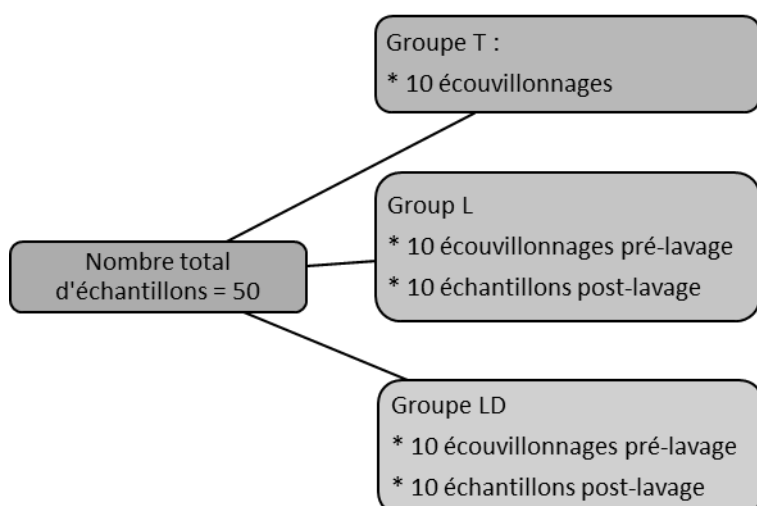 Groupe T :
* 10 écouvillonnages
Group L
* 10 écouvillonnages pré-lavage
* 10 échantillons post-lavage
Nombre total
d'échantillons = 50
Groupe LD
* 10 écouvillonnages pré-lavage
* 10 échantillons post-lavage